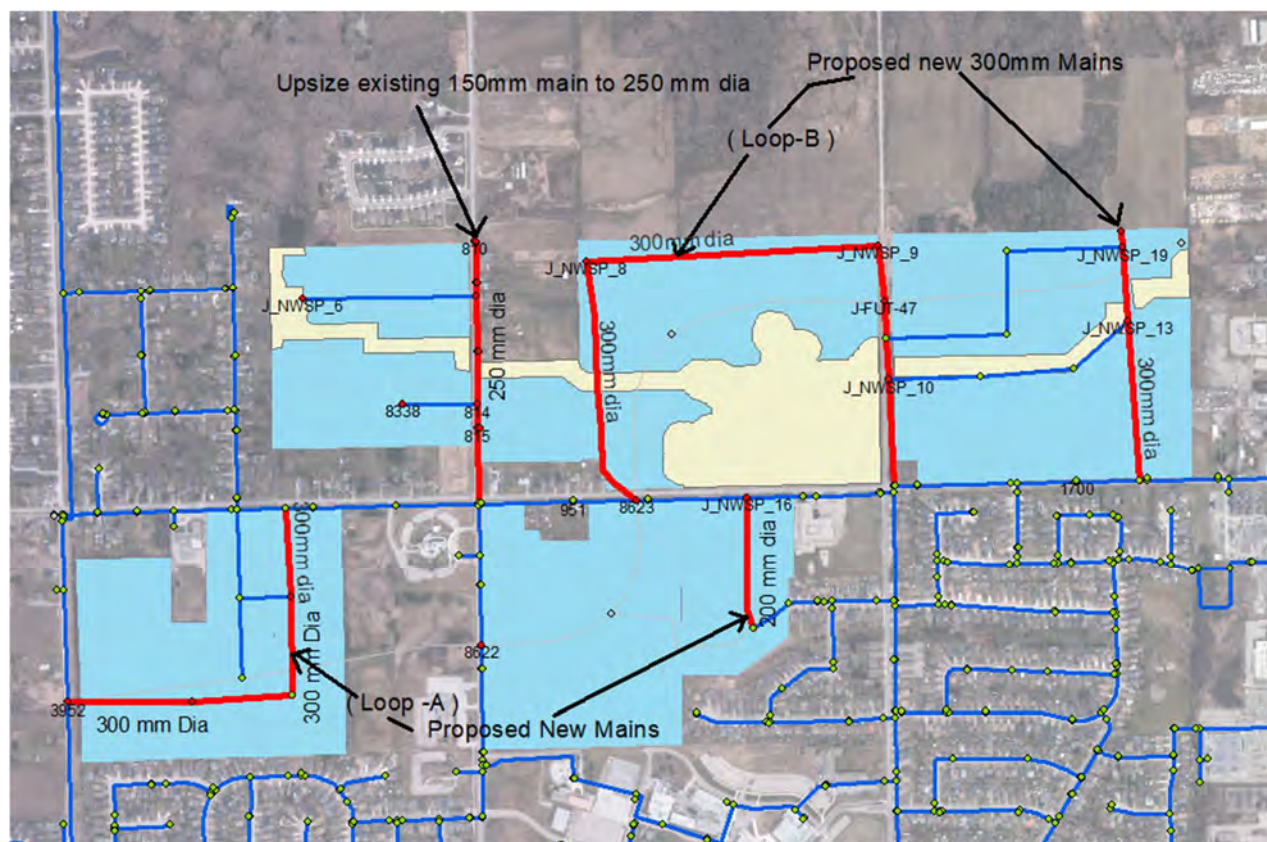 Proposed new 300mm Mains
Upsize existing 150mm main to 250 mm dia
( Loop-B )
810
300mm dia
J_NWSP_8
J_NWSP_9
J_NWSP_19
J_NWSP_6
J-FUT-47
J_NWSP_13
250 mm dia
300mm dia
J_NWSP_10
300mm dia
8338
814
815
1700
951
8623
J_NWSP_16
300mm dia
200 mm dia
8622
300 mm Dia
3952
( Loop -A )
300 mm Dia
Proposed New Mains